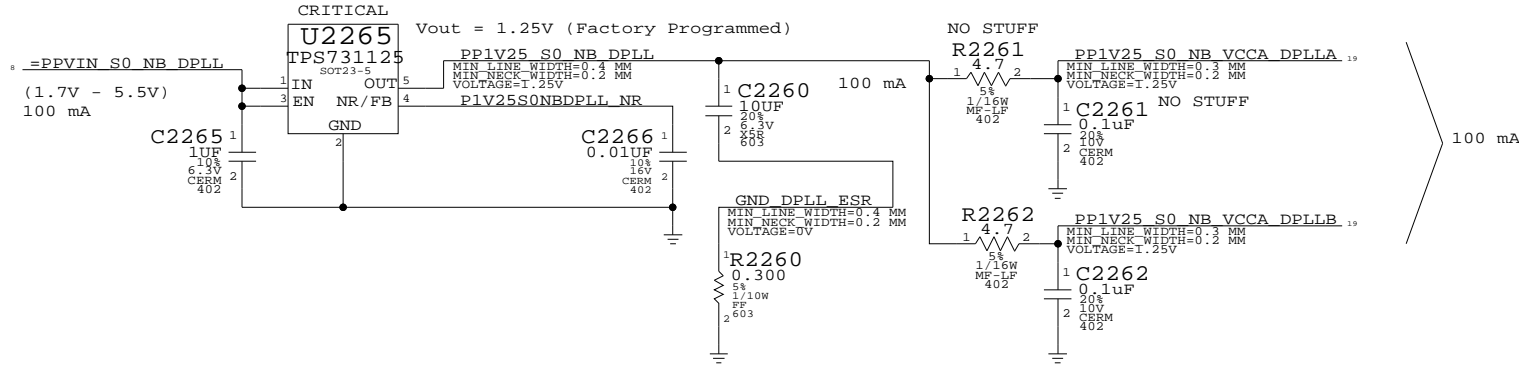 CRITICAL
U2265
TPS731125
SOT23-5
Vout = 1.25V (Factory Programmed)
8 =PPVIN_S0_NB_DPLL
(1.7V - 5.5V)
100 mA
1 IN
3 EN
OUT 5
NR/FB 4
GND
2
PP1V25_S0_NB_DPLL
MIN_LINE_WIDTH=0.4 MM
MIN_NECK_WIDTH=0.2 MM
VOLTAGE=1.25V
P1V25S0NBDPLL_NR
C2265 1
1UF
10%
6.3V 2
CERM
402
C2266 1
0.01UF
10%
16V 2
CERM
402
1 C2260
10UF
20%
6.3V
2 X5R
603
GND_DPLL_ESR
MIN_LINE_WIDTH=0.4 MM
MIN_NECK_WIDTH=0.2 MM
VOLTAGE=0V
1 R2260
0.300
5%
1/10W
FF
2 603
100 mA
NO STUFF
R2261
4.7
1 2
5%
1/16W
MF-LF
402
PP1V25_S0_NB_VCCA_DPLLA 19
MIN_LINE_WIDTH=0.3 MM
MIN_NECK_WIDTH=0.2 MM
VOLTAGE=1.25V
NO STUFF
1 C2261
0.1uF
20%
10V
2 CERM
402
R2262
4.7
1 2
5%
1/16W
MF-LF
402
PP1V25_S0_NB_VCCA_DPLLB 19
MIN_LINE_WIDTH=0.3 MM
MIN_NECK_WIDTH=0.2 MM
VOLTAGE=1.25V
1 C2262
0.1uF
20%
10V
2 CERM
402
100 mA